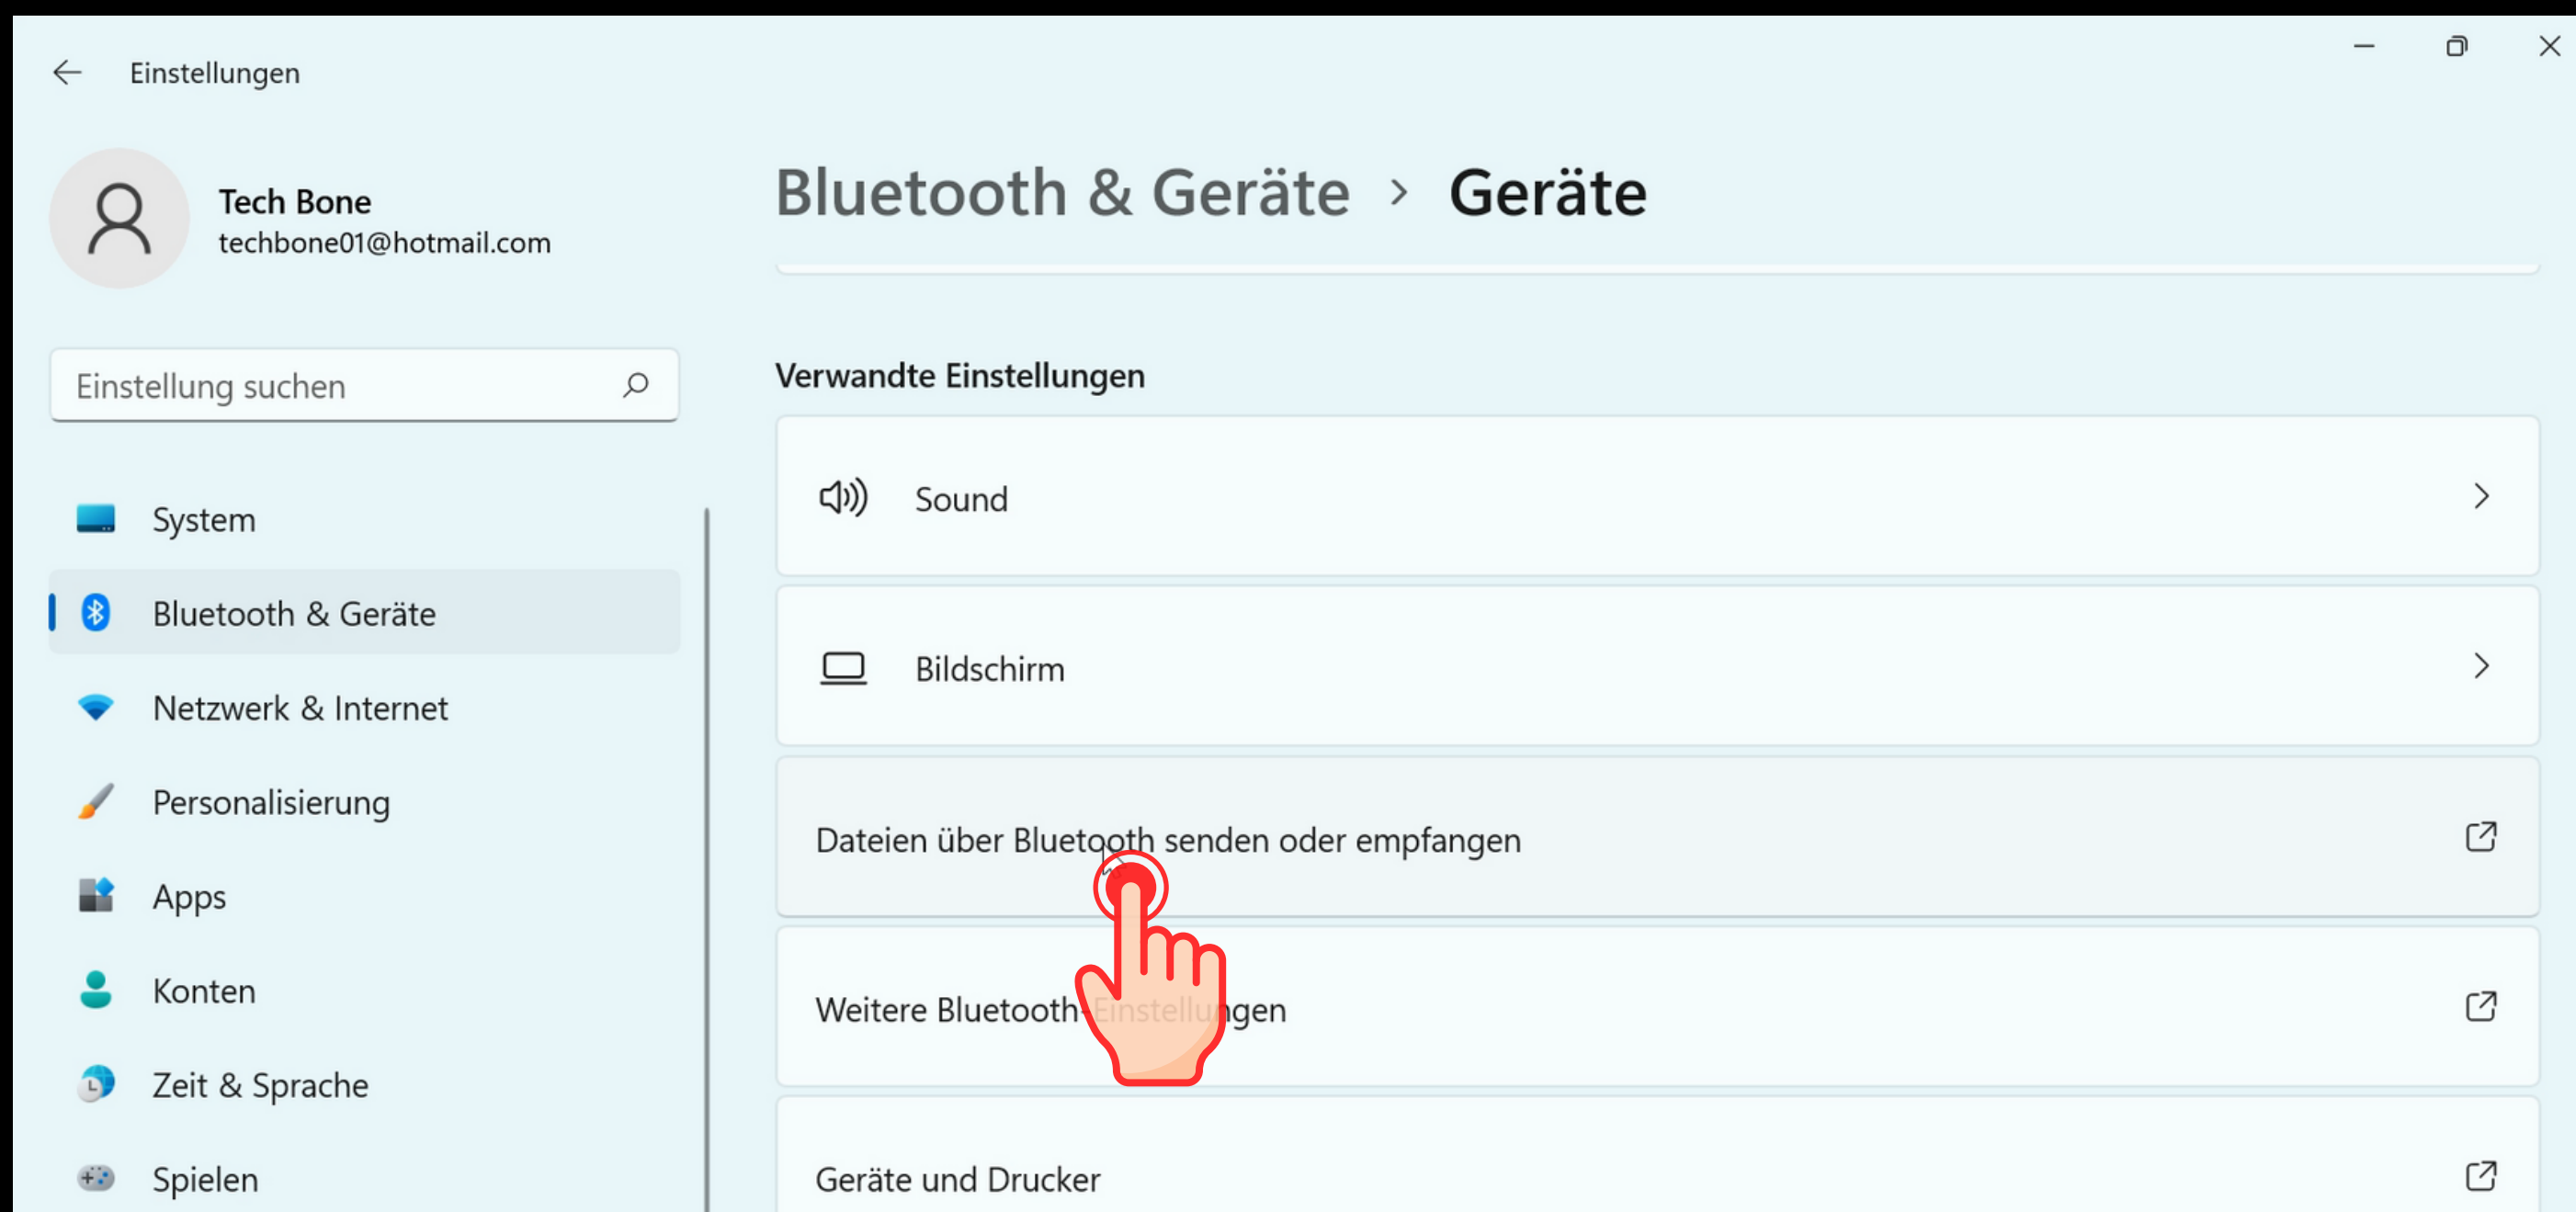 Einstellungen
Tech Bone
techbone01@hotmail.com
Einstellung suchen
System
Bluetooth & Geräte
Netzwerk & Internet
Personalisierung
Apps
Konten
Zeit & Sprache
Spielen
Bluetooth & Geräte › Geräte
Verwandte Einstellungen
Sound
Bildschirm
Dateien über Bluetooth senden oder empfangen
Weitere Bluetooth-Einstellungen
Geräte und Drucker